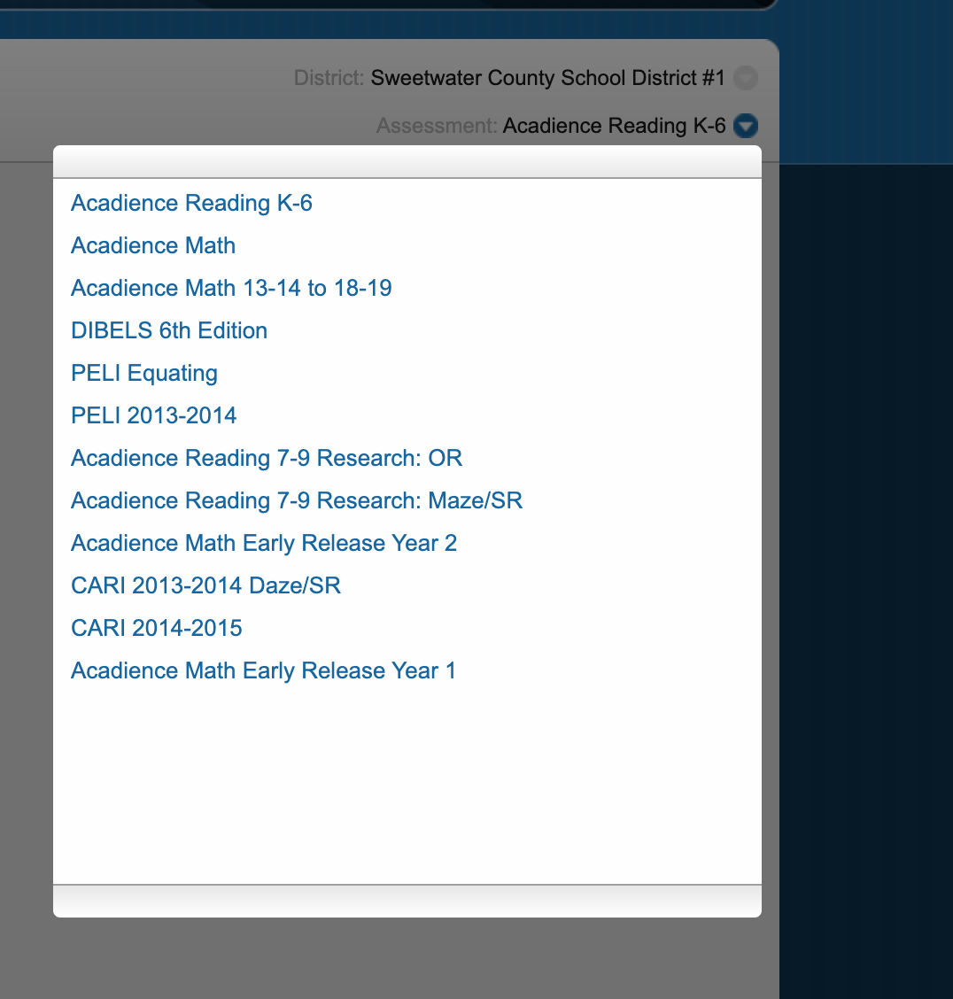 District: Sweetwater County School District #1
Assessment: Acadience Reading K-6
Acadience Reading K-6
Acadience Math
Acadience Math 13-14 to 18-19
DIBELS 6th Edition
PELI Equating
PELI 2013-2014
Acadience Reading 7-9 Research: OR
Acadience Reading 7-9 Research: Maze/SR
Acadience Math Early Release Year 2
CARI 2013-2014 Daze/SR
CARI 2014-2015
Acadience Math Early Release Year 1